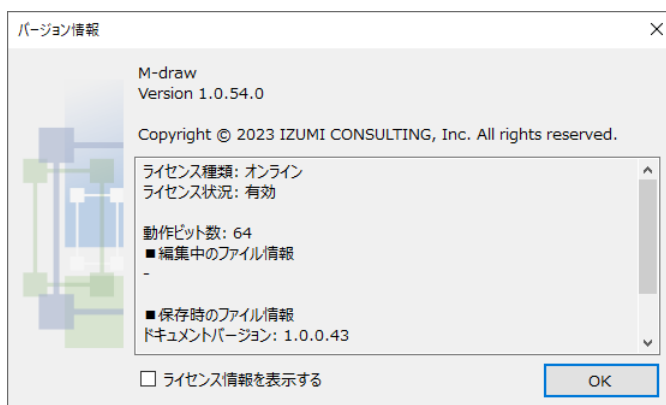 バージョン情報
M-draw
Version 1.0.54.0
Copyright © 2023 IZUMI CONSULTING, Inc. All rights reserved.
ライセンス種類: オンライン
ライセンス状況: 有効
動作ビット数: 64
■編集中のファイル情報
-
■保存時のファイル情報
ドキュメントバージョン: 1.0.0.43
ライセンス情報を表示する
OK